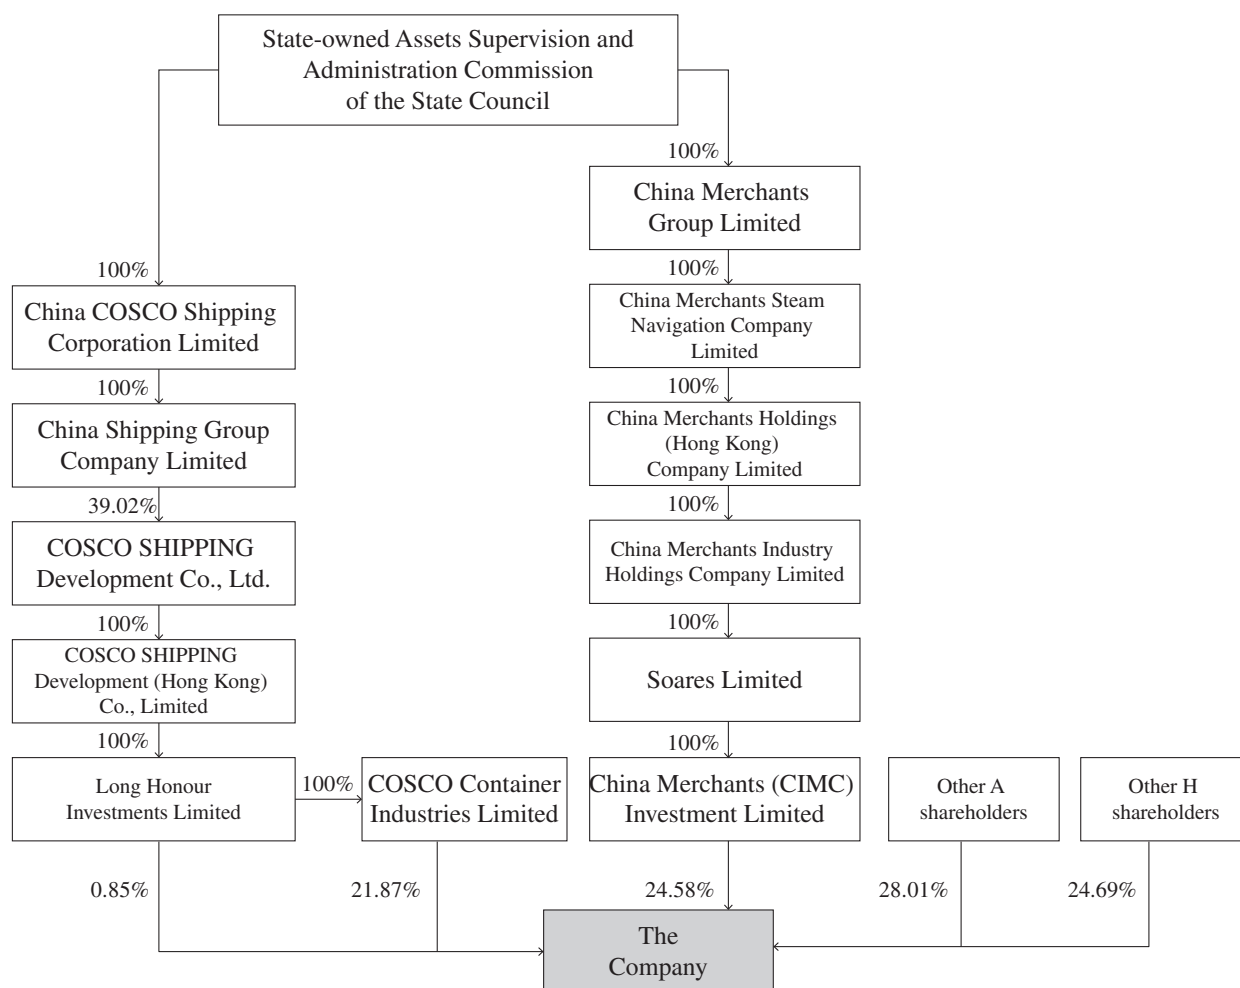 State-owned Assets Supervision and
Administration Commission
of the State Council
100%
China Merchants
Group Limited
100%
100%
China COSCO Shipping
Corporation Limited
China Merchants Steam
Navigation Company
Limited
100%
100%
China Shipping Group
Company Limited
China Merchants Holdings
(Hong Kong)
Company Limited
39.02%
100%
COSCO SHIPPING
Development Co., Ltd.
China Merchants Industry
Holdings Company Limited
100%
100%
COSCO SHIPPING
Development (Hong Kong)
Co., Limited
Soares Limited
100%
100%
Long Honour
Investments Limited
100%
COSCO Container
Industries Limited
China Merchants (CIMC)
Investment Limited
Other A
shareholders
Other H
shareholders
0.85%
21.87%
24.58%
28.01%
24.69%
The
Company